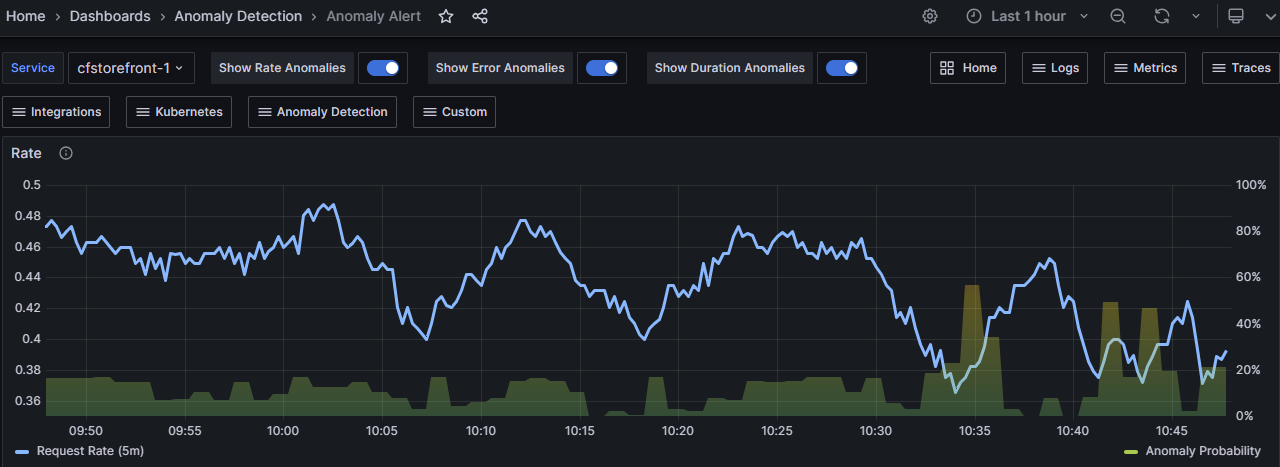 Home › Dashboards › Anomaly Detection › Anomaly Alert Last 1 hour
Service cfstorefront-1 Show Rate Anomalies Show Error Anomalies Show Duration Anomalies Home Logs Metrics Traces
Integrations Kubernetes Anomaly Detection Custom
Rate
0.5 100%
0.48
0.46 80%
0.44 60%
0.42
0.4 40%
0.38 20%
0.36 0%
09:50 09:55 10:00 10:05 10:10 10:15 10:20 10:25 10:30 10:35 10:40 10:45
Request Rate (5m) Anomaly Probability